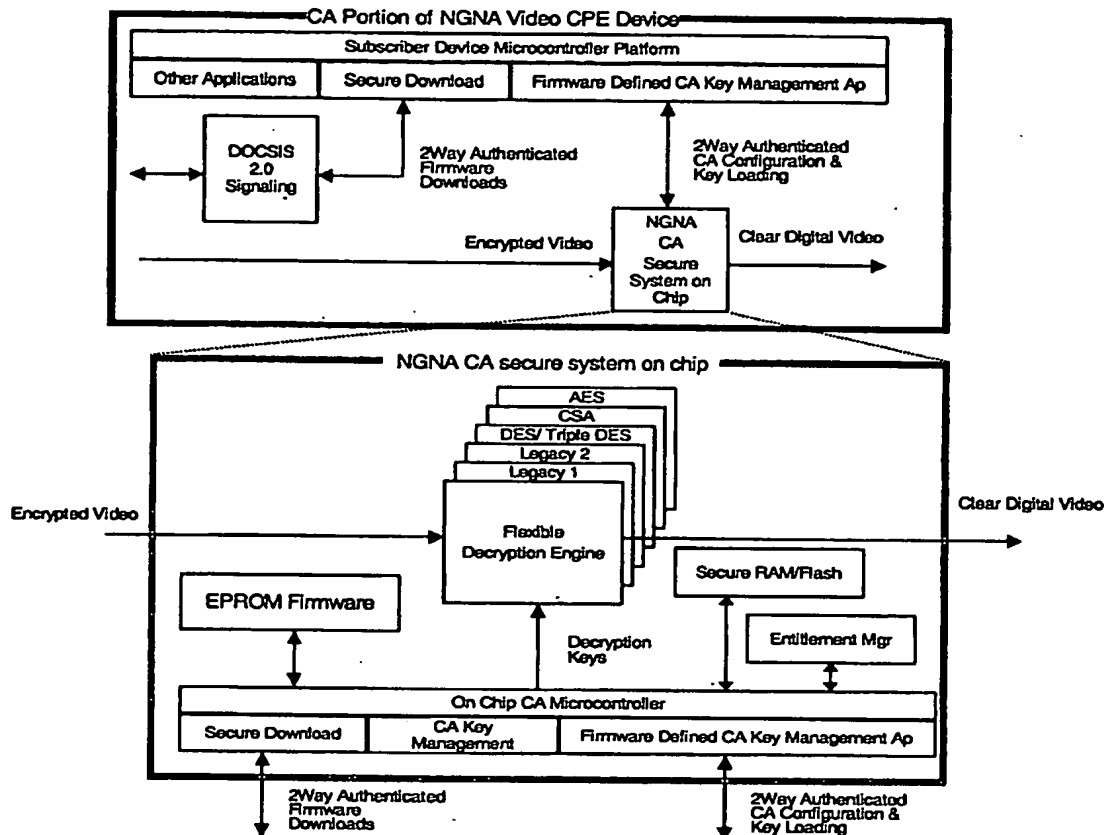 CA Portion of NGNA Video CPE Device
Subscriber Device Microcontroller Platform
Other Applications
Secure Download
Firmware Defined CA Key Management Ap
DOCSIS
2.0
Signaling
2Way Authenticated
Firmware
Downloads
2Way Authenticated
CA Configuration &
Key Loading
Encrypted Video
NGNA
CA
Secure
System on
Chip
Clear Digital Video
NGNA CA secure system on chip
AES
CSA
DES/ Triple DES
Legacy 2
Legacy 1
Encrypted Video
Flexible
Decryption Engine
Clear Digital Video
Secure RAM/Flash
EPROM Firmware
Decryption
Keys
Entitlement Mgr
On Chip CA Microcontroller
Secure Download
CA Key
Management
Firmware Defined CA Key Management Ap
2Way Authenticated
Firmware
Downloads
2Way Authenticated
CA Configuration &
Key Loading